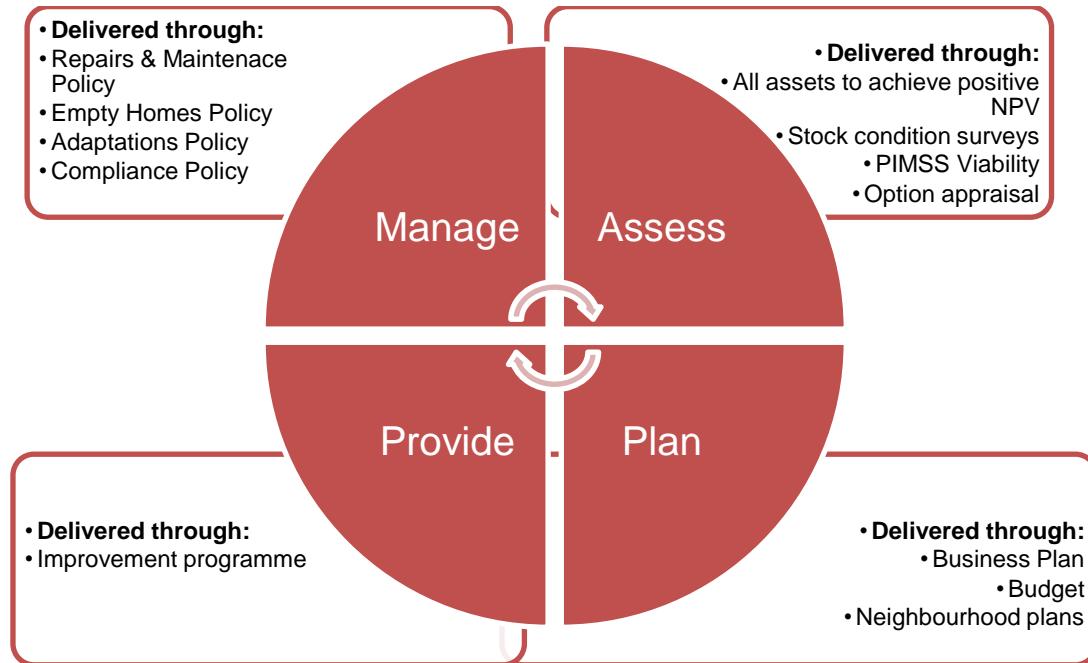 • Delivered through:
• Repairs & Maintenace
Policy
• Empty Homes Policy
• Adaptations Policy
• Compliance Policy
• Delivered through:
• All assets to achieve positive
NPV
• Stock condition surveys
• PIMSS Viability
• Option appraisal
Manage
Assess
Provide
Plan
• Delivered through:
• Improvement programme
• Delivered through:
• Business Plan
• Budget
• Neighbourhood plans